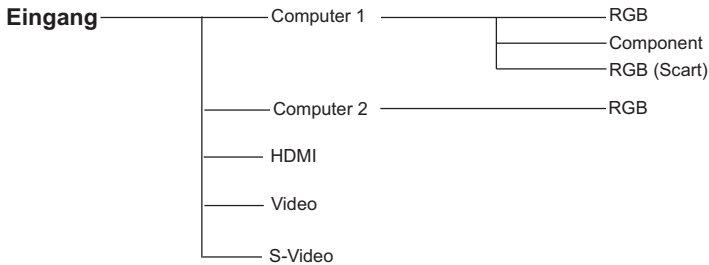 Eingang Computer 1 RGB
Component
RGB (Scart)
Computer 2 RGB
HDMI
Video
S-Video